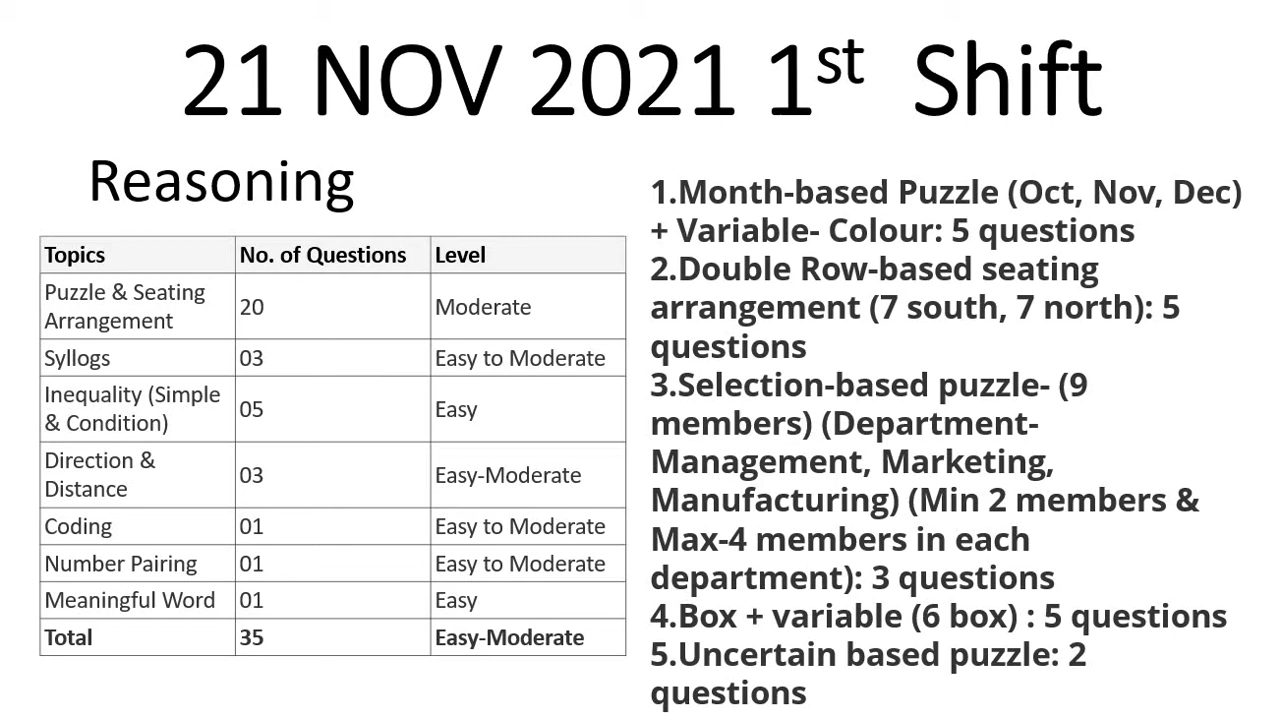 21 NOV 2021 1st Shift
Reasoning
Topics No. of Questions Level
Puzzle & Seating Arrangement 20 Moderate
Syllogs 03 Easy to Moderate
Inequality (Simple & Condition) 05 Easy
Direction & Distance 03 Easy-Moderate
Coding 01 Easy to Moderate
Number Pairing 01 Easy to Moderate
Meaningful Word 01 Easy
Total 35 Easy-Moderate
1.Month-based Puzzle (Oct, Nov, Dec)
+ Variable- Colour: 5 questions
2.Double Row-based seating
arrangement (7 south, 7 north): 5
questions
3.Selection-based puzzle- (9
members) (Department-
Management, Marketing,
Manufacturing) (Min 2 members &
Max-4 members in each
department): 3 questions
4.Box + variable (6 box) : 5 questions
5.Uncertain based puzzle: 2
questions